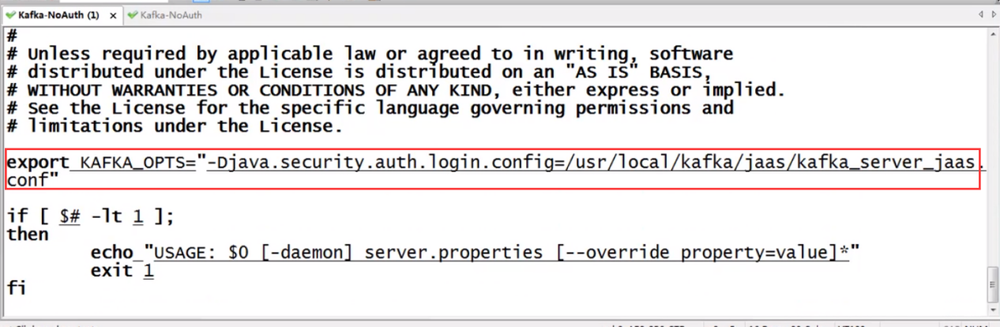 Kafka-NoAuth (1) × Kafka-NoAuth
#
# Unless required by applicable law or agreed to in writing, software
# distributed under the License is distributed on an "AS IS" BASIS,
# WITHOUT WARRANTIES OR CONDITIONS OF ANY KIND, either express or implied.
# See the License for the specific language governing permissions and
# limitations under the License.
export KAFKA_OPTS="-Djava.security.auth.login.config=/usr/local/kafka/jaas/kafka_server_jaas.
conf"
if [ $# -lt 1 ];
then
echo "USAGE: $0 [-daemon] server.properties [--override property=value]*"
exit 1
fi